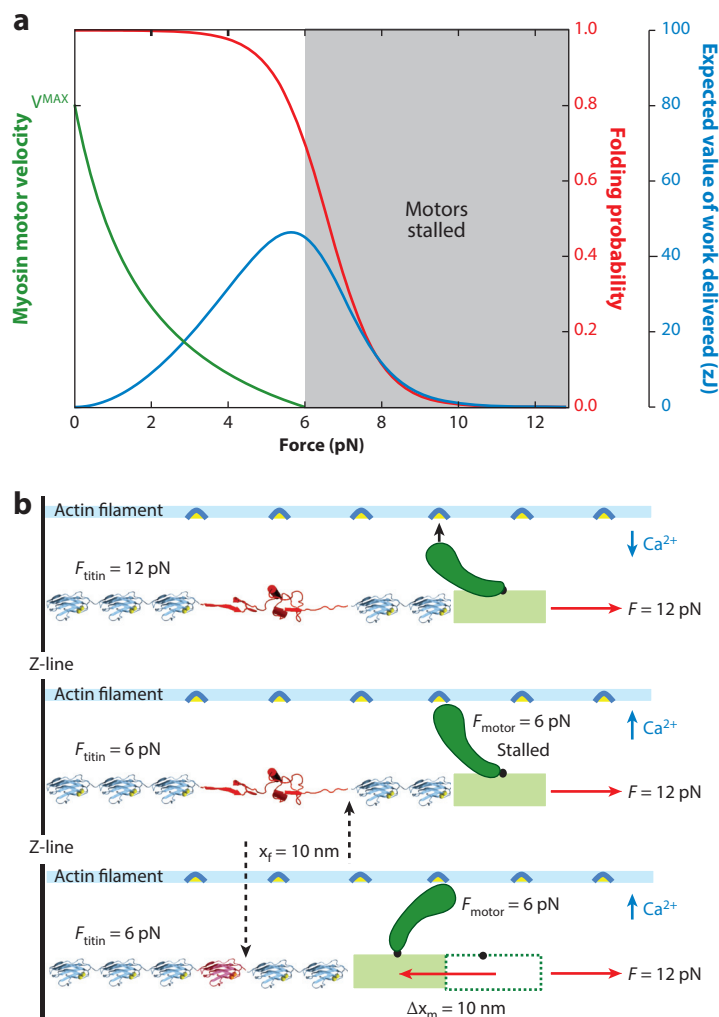 a
Myosin motor velocity
V^MAX
0
2
4
6
8
10
12
Force (pN)
Motors
stalled
1.0
0.8
0.6
0.4
0.2
0.0
Folding probability
100
80
60
40
20
0
Expected value of work delivered (zJ)
b
Actin filament
Ca²⁺
F_titin = 12 pN
F = 12 pN
Z-line
Actin filament
F_motor = 6 pN
Ca²⁺
F_titin = 6 pN
Stalled
F = 12 pN
Z-line
x_f = 10 nm
Actin filament
F_motor = 6 pN
Ca²⁺
F_titin = 6 pN
F = 12 pN
Δx_m = 10 nm